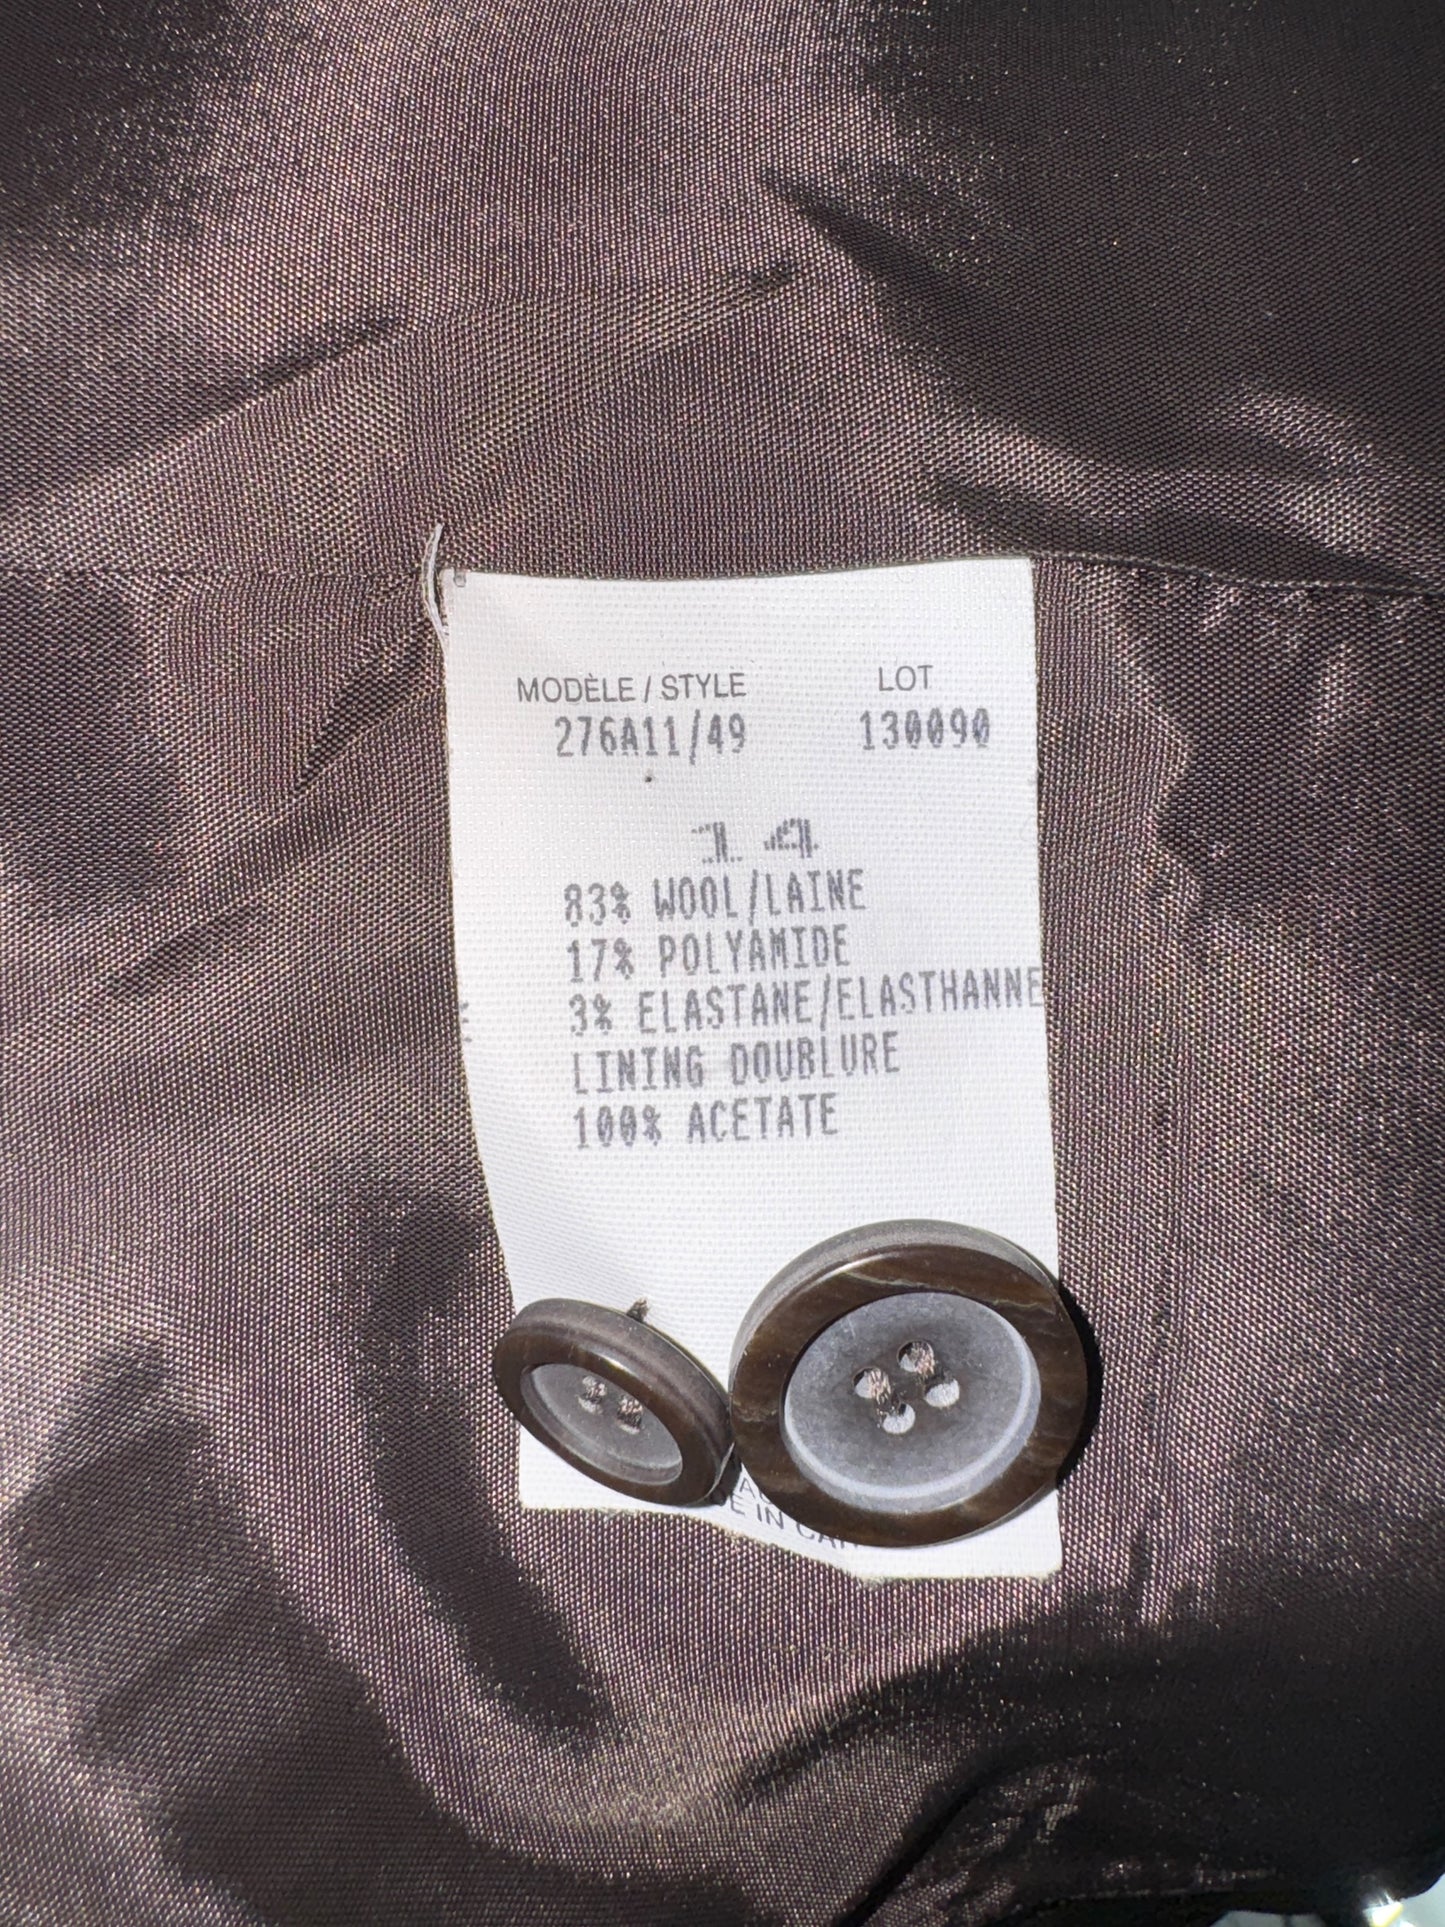 MODÈLE / STYLE LOT
276A11/49 130090
14
83% WOOL/LAINE
17% POLYAMIDE
3% ELASTANE/ELASTHANNE
LINING DOUBLURE
100% ACETATE
IN